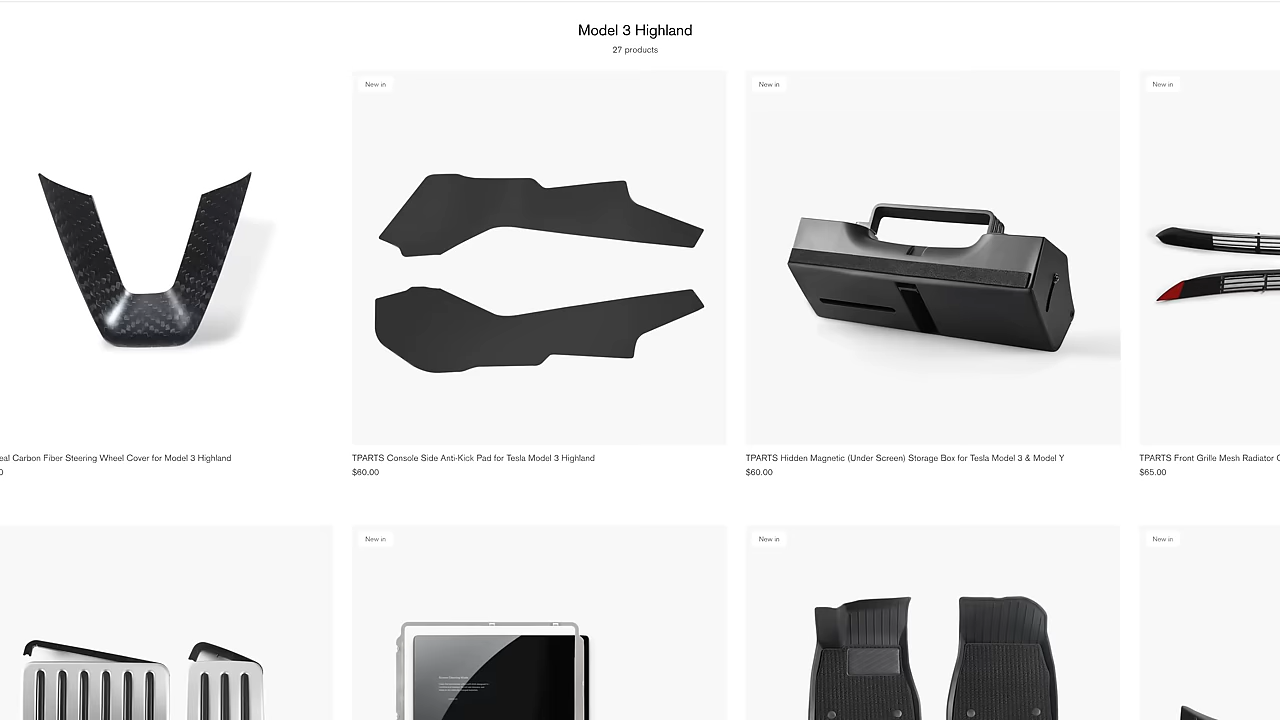 Model 3 Highland
27 products
New in
New in
New in
eal Carbon Fiber Steering Wheel Cover for Model 3 Highland
0
TPARTS Console Side Anti-Kick Pad for Tesla Model 3 Highland
$60.00
TPARTS Hidden Magnetic (Under Screen) Storage Box for Tesla Model 3 & Model Y
$60.00
TPARTS Front Grille Mesh Radiator
$65.00
New in
New in
New in